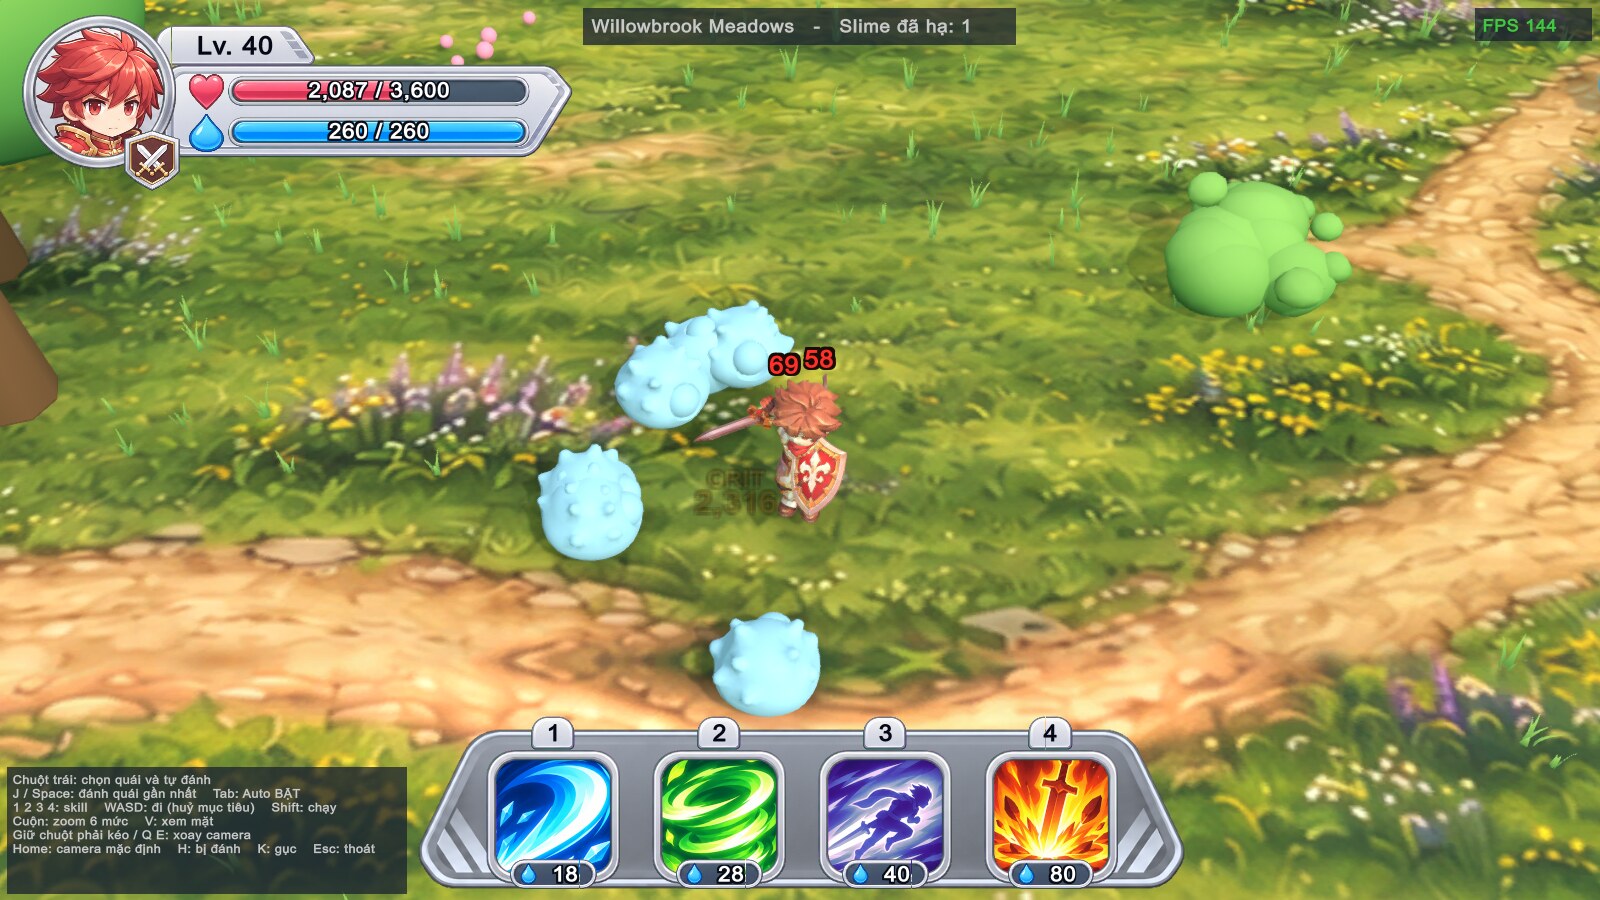 Lv. 40
Willowbrook Meadows - Slime đã hạ: 1
FPS 144
2,087 / 3,600
260 / 260
69 58
CRIT
2,316
1 2 3 4
18 28 40 80
Chuột trái: chọn quái và tự đánh
J / Space: đánh quái gần nhất Tab: Auto BẬT
1 2 3 4: skill WASD: đi (huỷ mục tiêu) Shift: chạy
Cuộn: zoom 6 mức V: xem mặt
Giữ chuột phải kéo / Q E: xoay camera
Home: camera mặc định H: bị đánh K: gục Esc: thoát